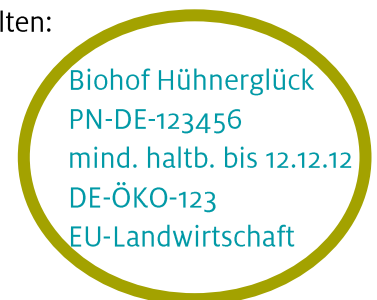 lten:
Biohof Hühnerglück
PN-DE-123456
mind. haltb. bis 12.12.12
DE-ÖKO-123
EU-Landwirtschaft